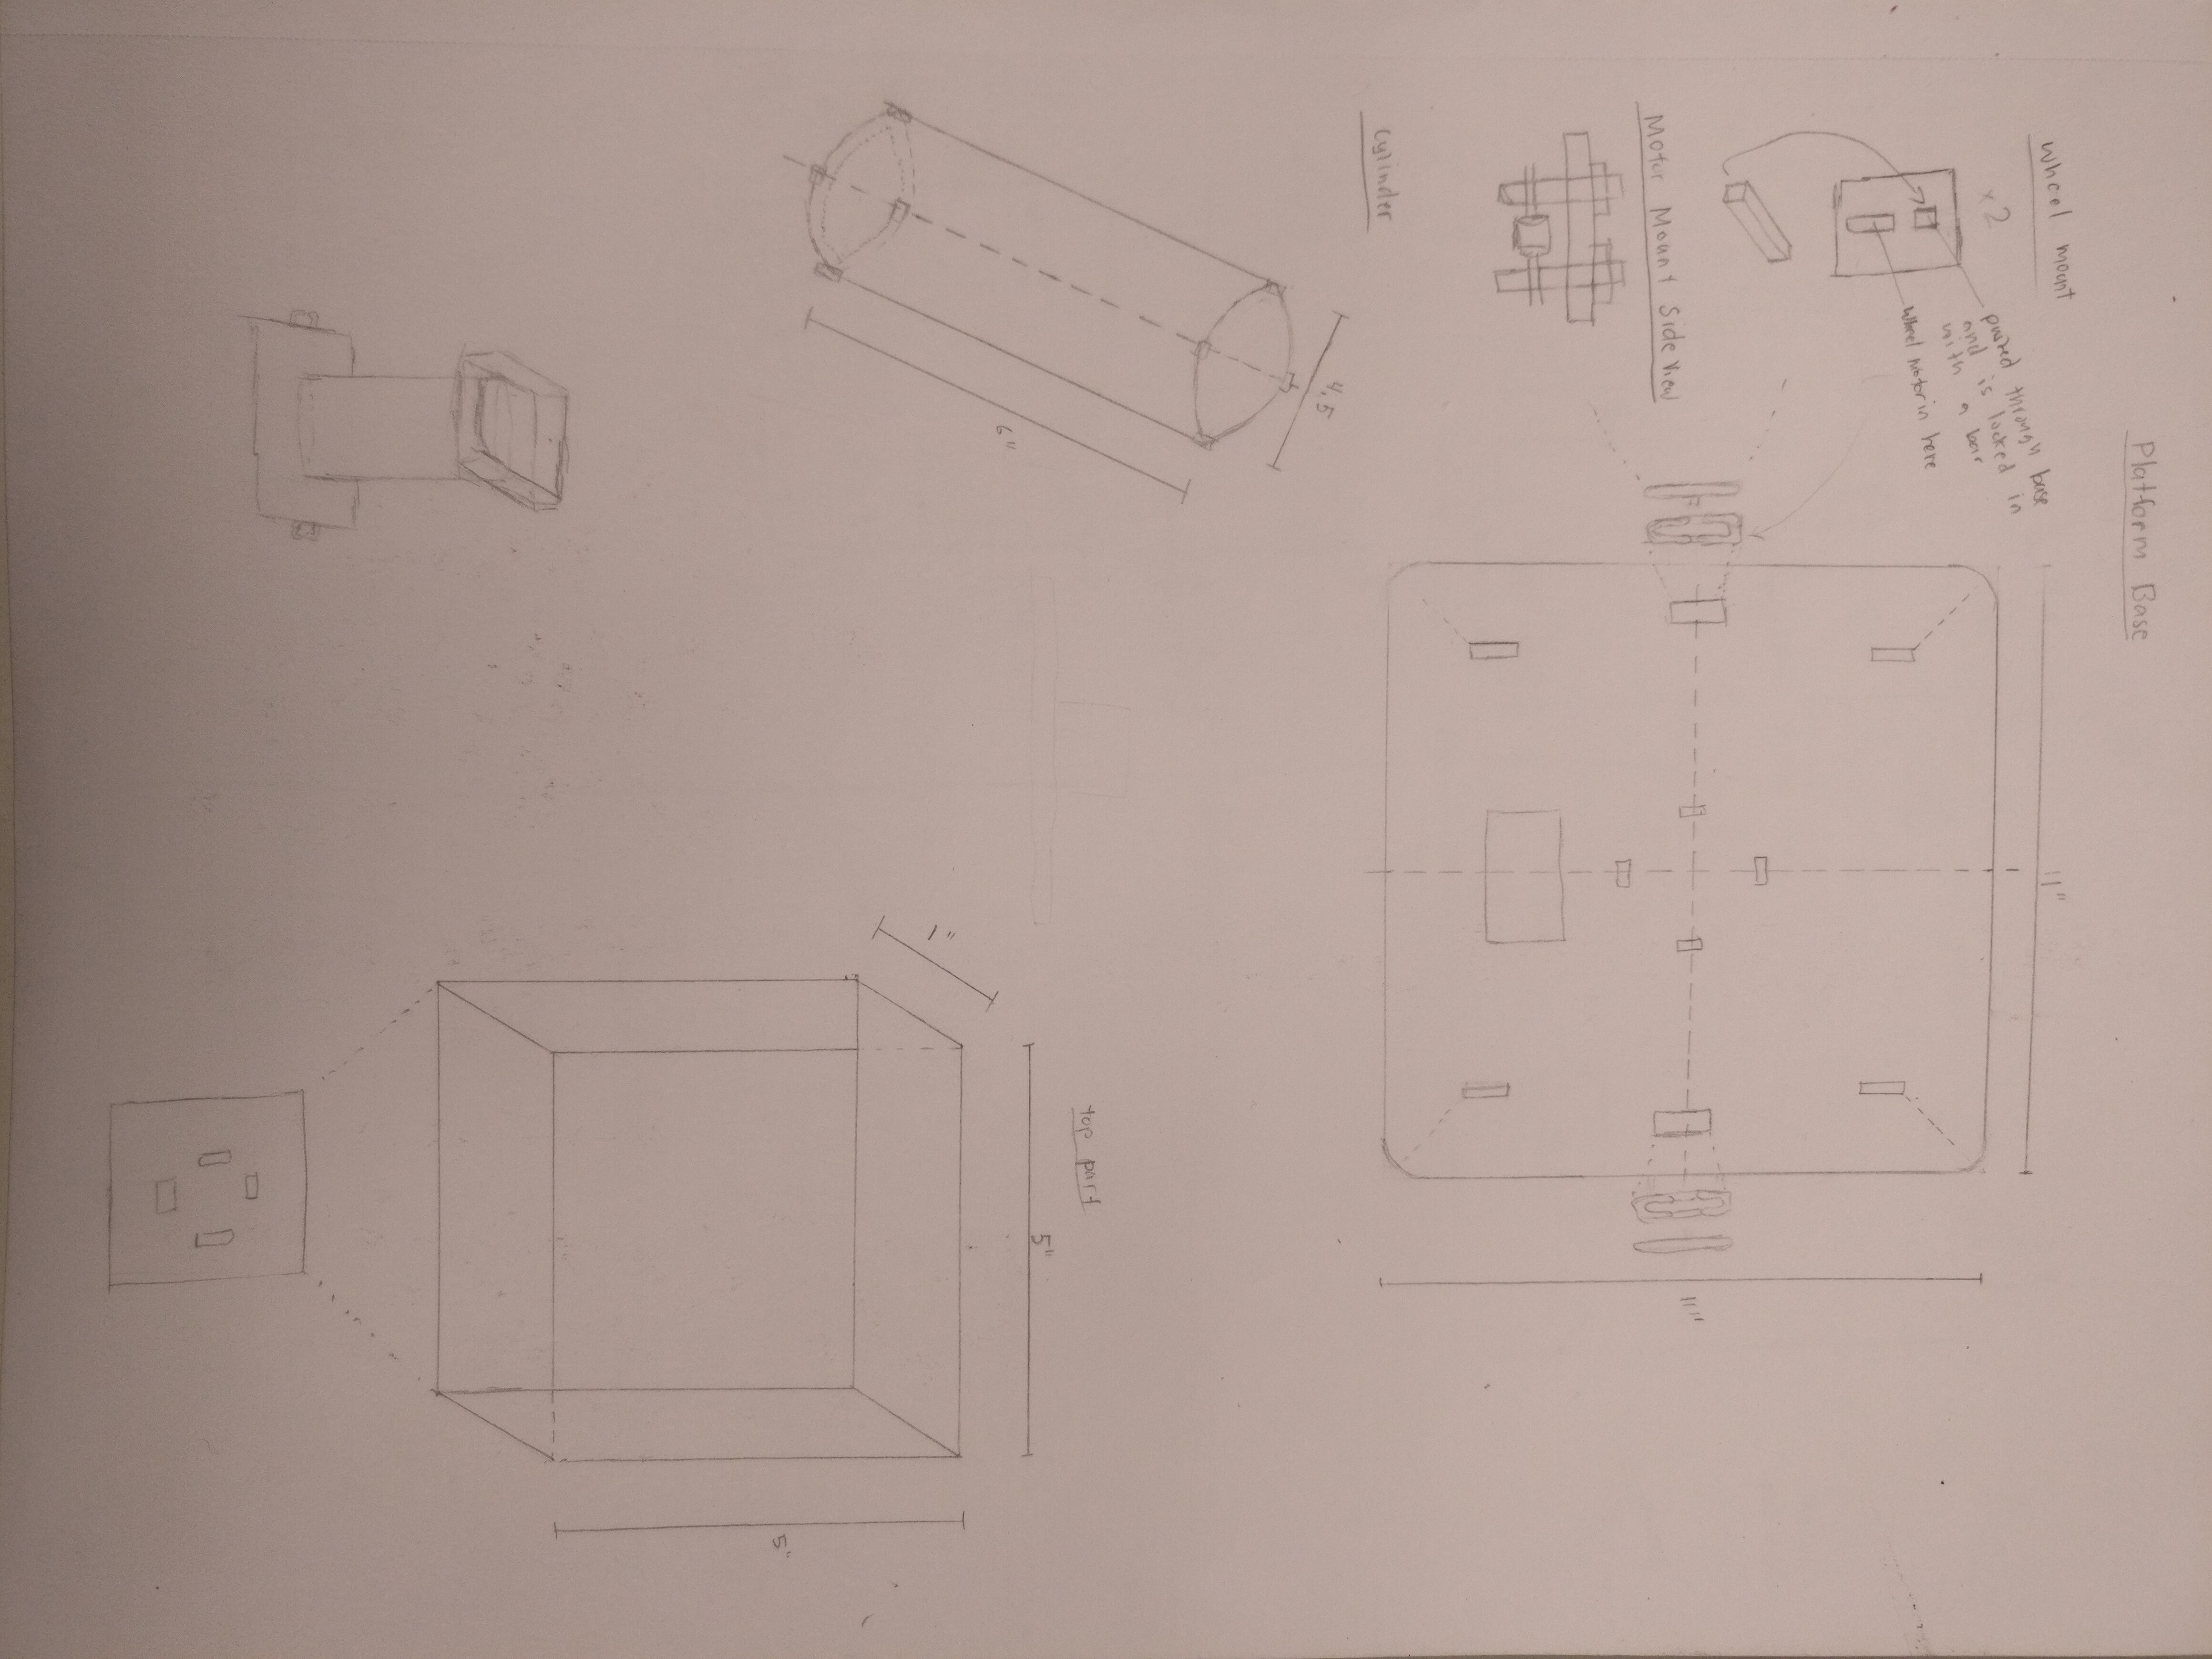 Platform Base
Wheel mount
x2
pushed through base
and is locked in
with a bar
wheel motor in here
11"
11"
Motor Mount Side View
Cylinder
4.5
6"
top part
5"
1"
5"